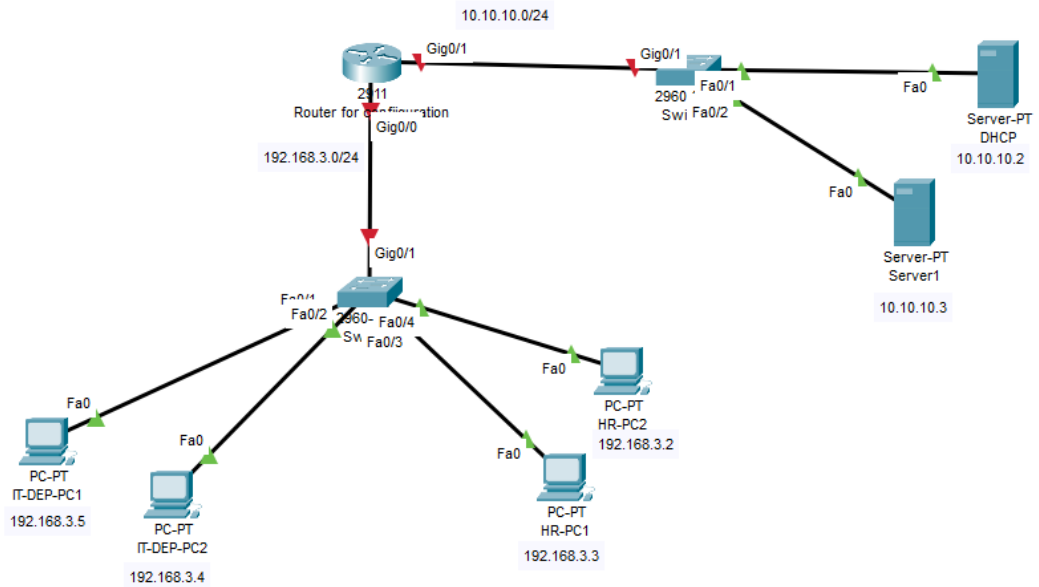 10.10.10.0/24
Gig0/1
Gig0/1
2911
Router for configuration
Gig0/0
192.168.3.0/24
Fa0/1
2960
Swi
Fa0/2
Fa0
Server-PT
DHCP
10.10.10.2
Fa0
Server-PT
Server1
10.10.10.3
Gig0/1
Fa0/1
Fa0/2
2960-
Fa0/4
Sw
Fa0/3
Fa0
PC-PT
HR-PC2
192.168.3.2
Fa0
PC-PT
IT-DEP-PC1
192.168.3.5
Fa0
PC-PT
IT-DEP-PC2
192.168.3.4
Fa0
PC-PT
HR-PC1
192.168.3.3